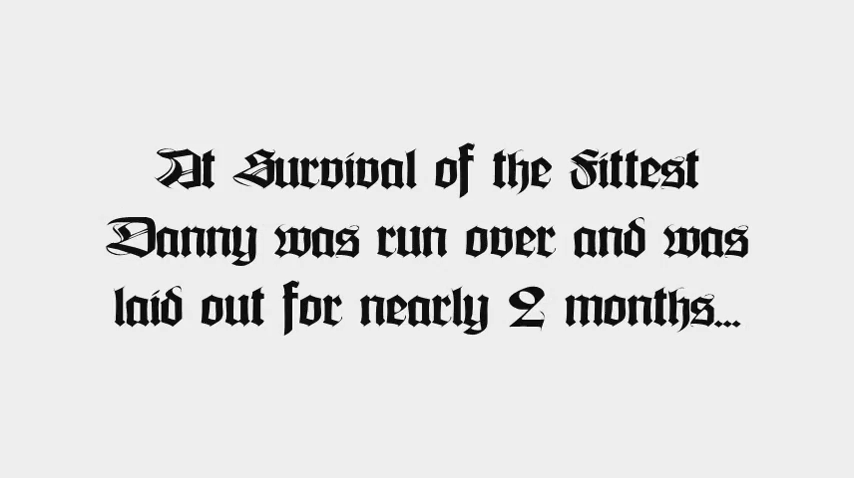 At Survival of the Fittest
Danny was run over and was
laid out for nearly 2 months...